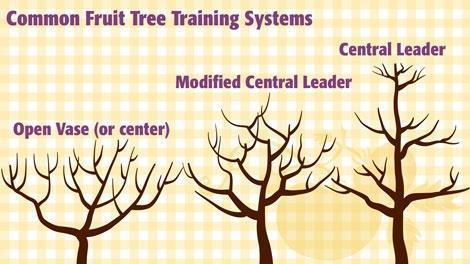 Common Fruit Tree Training Systems
Central Leader
Modified Central Leader
Open Vase (or center)